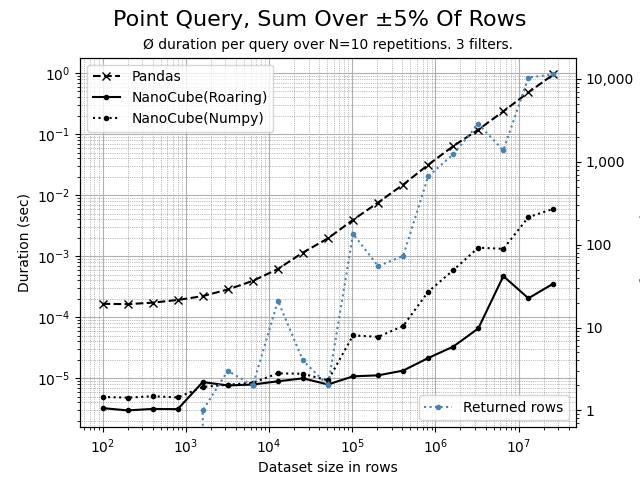 Point Query, Sum Over ±5% Of Rows
Ø duration per query over N=10 repetitions. 3 filters.
Pandas
NanoCube(Roaring)
NanoCube(Numpy)
Returned rows
Duration (sec)
10⁰
10⁻¹
10⁻²
10⁻³
10⁻⁴
10⁻⁵
10,000
1,000
100
10
1
10² 10³ 10⁴ 10⁵ 10⁶ 10⁷
Dataset size in rows